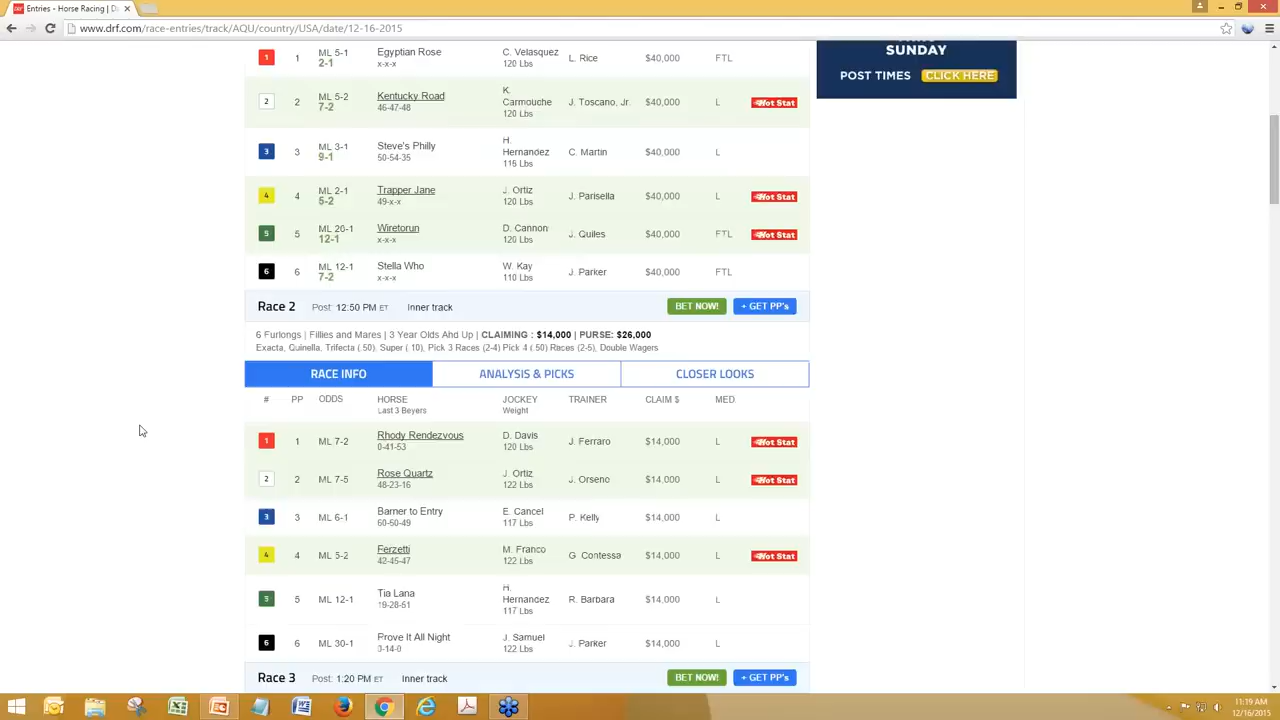 Entries - Horse Racing | Da
www.drf.com/race-entries/track/AQU/country/USA/date/12-16-2015
SUNDAY
POST TIMES CLICK HERE
1 1 ML 5-1 2-1 Egyptian Rose x-x-x C. Velasquez 120 Lbs L. Rice $40,000 FTL
2 2 ML 5-2 7-2 Kentucky Road 46-47-48 K. Carmouche 120 Lbs J. Toscano, Jr. $40,000 L Hot Stat
3 3 ML 3-1 9-1 Steve's Philly 50-54-35 H. Hernandez 115 Lbs C. Martin $40,000 L
4 4 ML 2-1 5-2 Trapper Jane 49-x-x J. Ortiz 120 Lbs J. Parisella $40,000 L Hot Stat
5 5 ML 20-1 12-1 Wiretorun x-x-x D. Cannon 120 Lbs J. Quiles $40,000 FTL Hot Stat
6 6 ML 12-1 7-2 Stella Who x-x-x W. Kay 110 Lbs J. Parker $40,000 FTL
Race 2 Post: 12:50 PM ET Inner track BET NOW! + GET PP's
6 Furlongs | Fillies and Mares | 3 Year Olds And Up | CLAIMING : $14,000 | PURSE: $26,000
Exacta, Quinella, Trifecta (.50), Super (.10), Pick 3 Races (2-4) Pick 4 (.50) Races (2-5), Double Wagers
RACE INFO ANALYSIS & PICKS CLOSER LOOKS
# PP ODDS HORSE Last 3 Beyers JOCKEY Weight TRAINER CLAIM $ MED
1 1 ML 7-2 Rhody Rendezvous 0-41-53 D. Davis 120 Lbs J. Ferraro $14,000 L Hot Stat
2 2 ML 7-5 Rose Quartz 48-23-16 J. Ortiz 122 Lbs J. Orseno $14,000 L Hot Stat
3 3 ML 6-1 Barrier to Entry 60-50-49 E. Cancel 117 Lbs P. Kelly $14,000 L
4 4 ML 5-2 Ferzetti 42-45-47 M. Franco 122 Lbs G. Contessa $14,000 L Hot Stat
5 5 ML 12-1 Tia Lana 19-28-51 H. Hernandez 117 Lbs R. Barbara $14,000 L
6 6 ML 30-1 Prove It All Night 0-14-0 J. Samuel 122 Lbs J. Parker $14,000 L
Race 3 Post: 1:20 PM ET Inner track BET NOW! + GET PP's
11:19 AM
12/16/2015